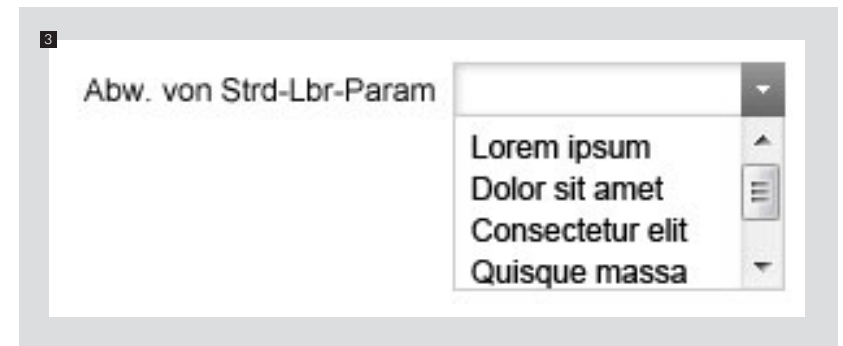 3
Abw. von Strd-Lbr-Param
Lorem ipsum
Dolor sit amet
Consectetur elit
Quisque massa